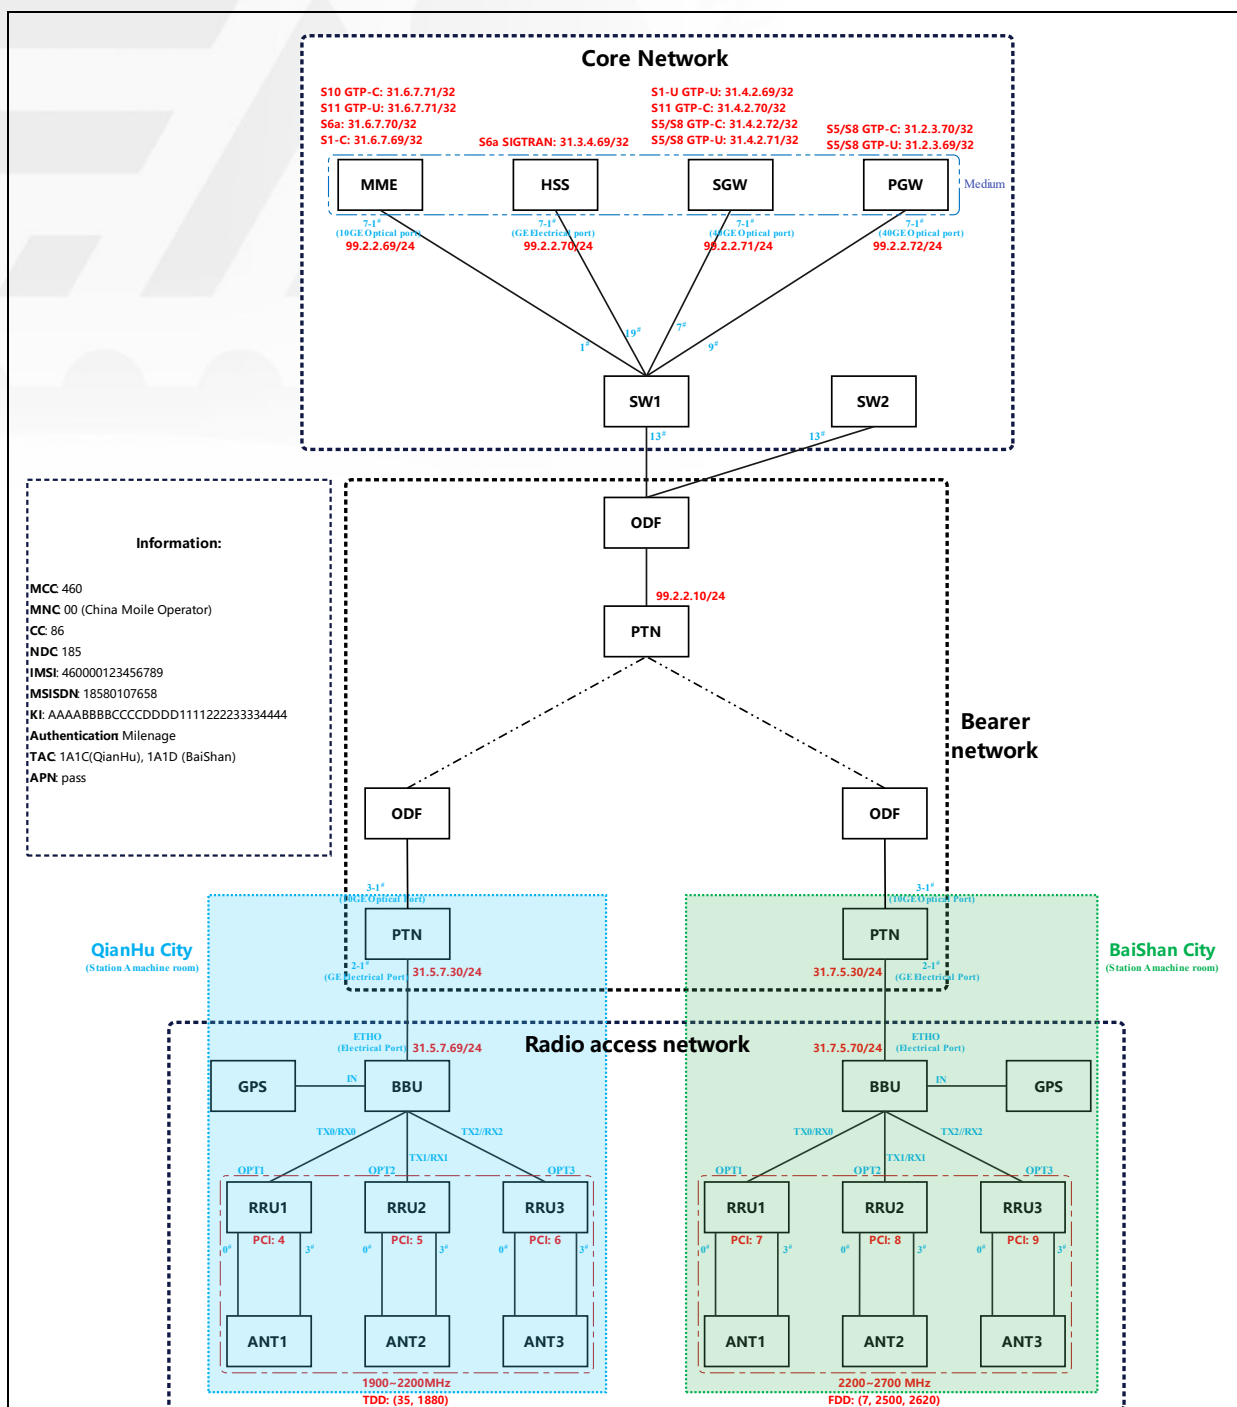 Core Network
S10 GTP-C: 31.6.7.71/32
S11 GTP-U: 31.6.7.71/32
S6a: 31.6.7.70/32
S1-C: 31.6.7.69/32
S6a SIGTRAN: 31.3.4.69/32
S1-U GTP-U: 31.4.2.69/32
S11 GTP-C: 31.4.2.70/32
S5/S8 GTP-C: 31.4.2.72/32
S5/S8 GTP-U: 31.4.2.71/32
S5/S8 GTP-C: 31.2.3.70/32
S5/S8 GTP-U: 31.2.3.69/32
MME
HSS
SGW
PGW
Medium
7-1#
(10GE Optical port)
99.2.2.69/24
7-1#
(GE Electrical port)
99.2.2.70/24
7-1#
(40GE Optical port)
99.2.2.71/24
7-1#
(40GE Optical port)
99.2.2.72/24
1#
19#
7#
9#
SW1
SW2
13#
13#
ODF
99.2.2.10/24
PTN
Information:
MCC: 460
MNC: 00 (China Moile Operator)
CC: 86
NDC: 185
IMSI: 460000123456789
MSISDN: 18580107658
KI: AAAABBBBCCCCDDDD1111222233334444
Authentication: Milenage
TAC: 1A1C(QianHu), 1A1D (BaiShan)
APN: pass
Bearer
network
ODF
ODF
3-1#
(10GE Optical Port)
3-1#
(10GE Optical Port)
QianHu City
(Station A machine room)
PTN
PTN
BaiShan City
(Station A machine room)
2-1#
(GE Electrical Port)
31.5.7.30/24
31.7.5.30/24
2-1#
(GE Electrical Port)
Radio access network
ETHO
(Electrical Port)
31.5.7.69/24
31.7.5.70/24
ETHO
(Electrical Port)
GPS
IN
BBU
BBU
IN
GPS
TX0/RX0
TX1/RX1
TX2//RX2
TX0/RX0
TX1/RX1
TX2//RX2
OPT1
OPT2
OPT3
OPT1
OPT2
OPT3
RRU1
RRU2
RRU3
RRU1
RRU2
RRU3
0#
PCI: 4
3#
0#
PCI: 5
3#
0#
PCI: 6
3#
0#
PCI: 7
3#
0#
PCI: 8
3#
0#
PCI: 9
3#
ANT1
ANT2
ANT3
ANT1
ANT2
ANT3
1900~2200MHz
TDD: (35, 1880)
2200~2700 MHz
FDD: (7, 2500, 2620)